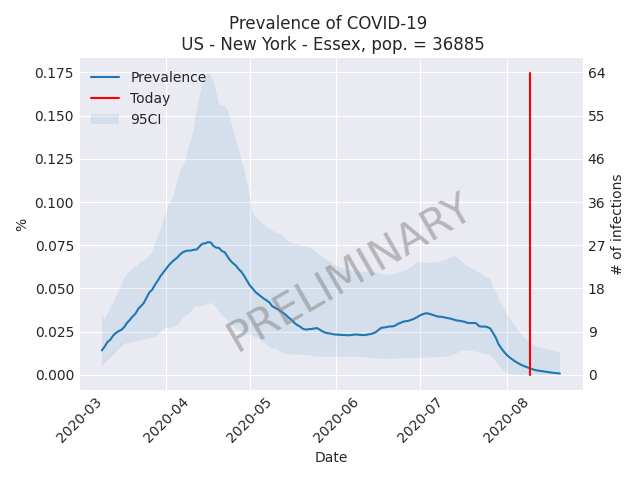 Prevalence of COVID-19
US - New York - Essex, pop. = 36885
Prevalence
Today
95CI
PRELIMINARY
%
0.175
0.150
0.125
0.100
0.075
0.050
0.025
0.000
64
55
46
36
27
18
9
0
# of infections
2020-03
2020-04
2020-05
2020-06
2020-07
2020-08
Date